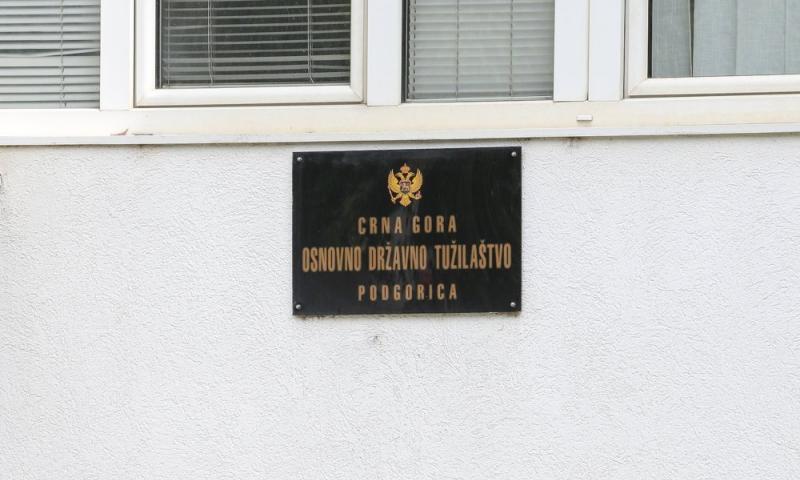 CRNA GORA
OSNOVNO DRŽAVNO TUŽILAŠTVO
PODGORICA